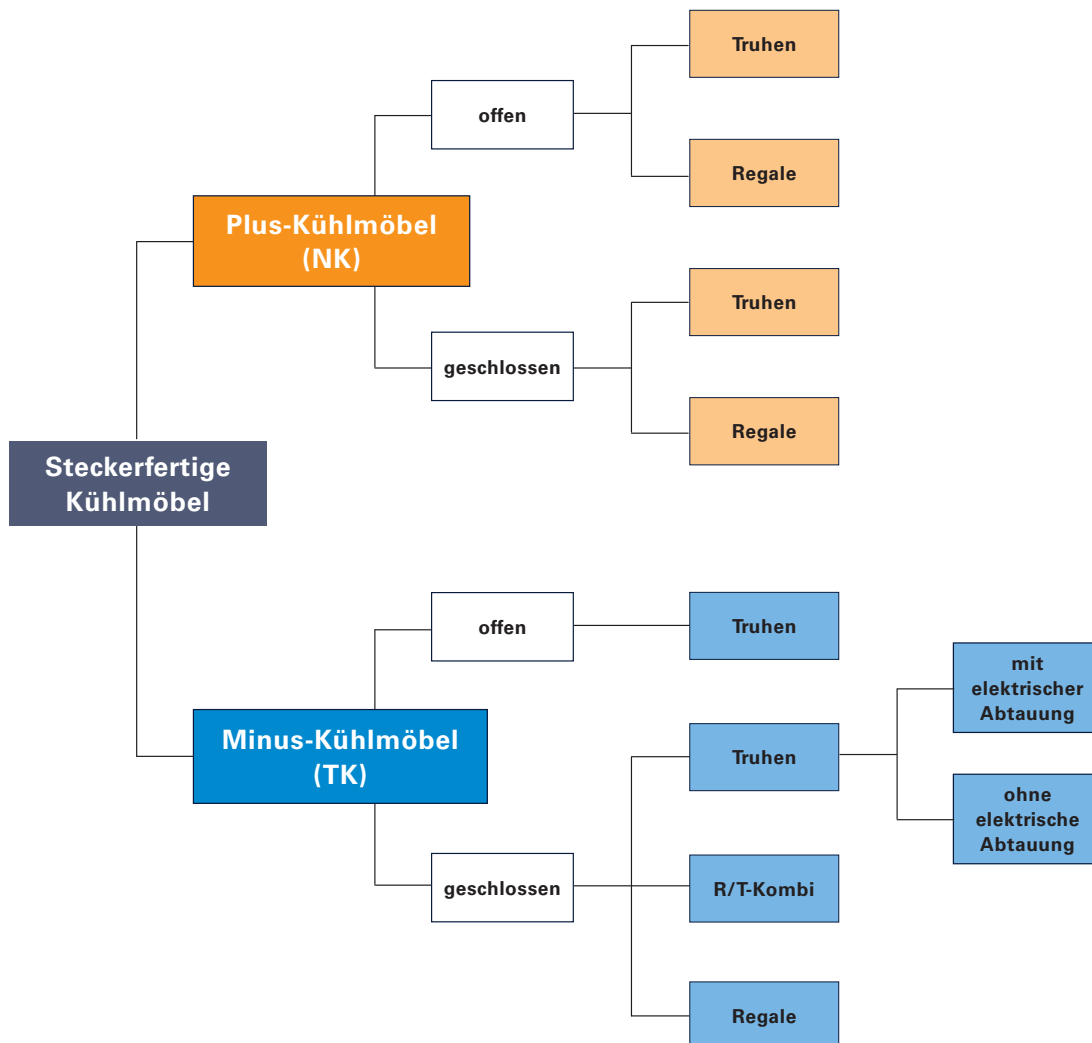 Truhen
offen
Regale
Plus-Kühlmöbel
(NK)
Truhen
geschlossen
Regale
Steckerfertige
Kühlmöbel
offen
Truhen
mit
elektrischer
Abtauung
Minus-Kühlmöbel
(TK)
Truhen
ohne
elektrische
Abtauung
geschlossen
R/T-Kombi
Regale